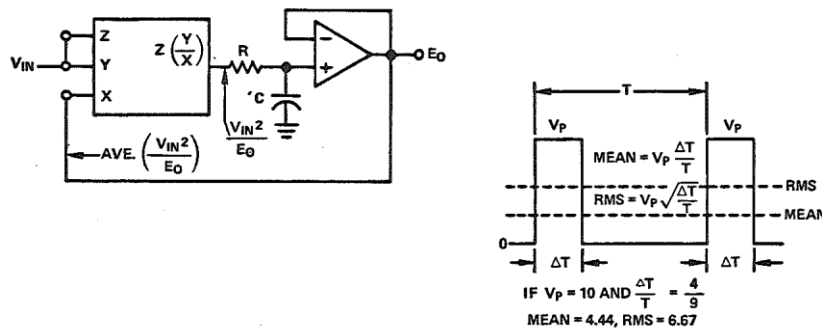 V_IN
Z
Y
X
Z (Y/X)
R
C
V_IN²/E_O
AVE. (V_IN²/E_O)
-
+
E_O
T
V_P
V_P
MEAN = V_P ΔT/T
RMS
RMS = V_P √(ΔT/T)
MEAN
0
ΔT
ΔT
IF V_P = 10 AND ΔT/T = 4/9
MEAN = 4.44, RMS = 6.67